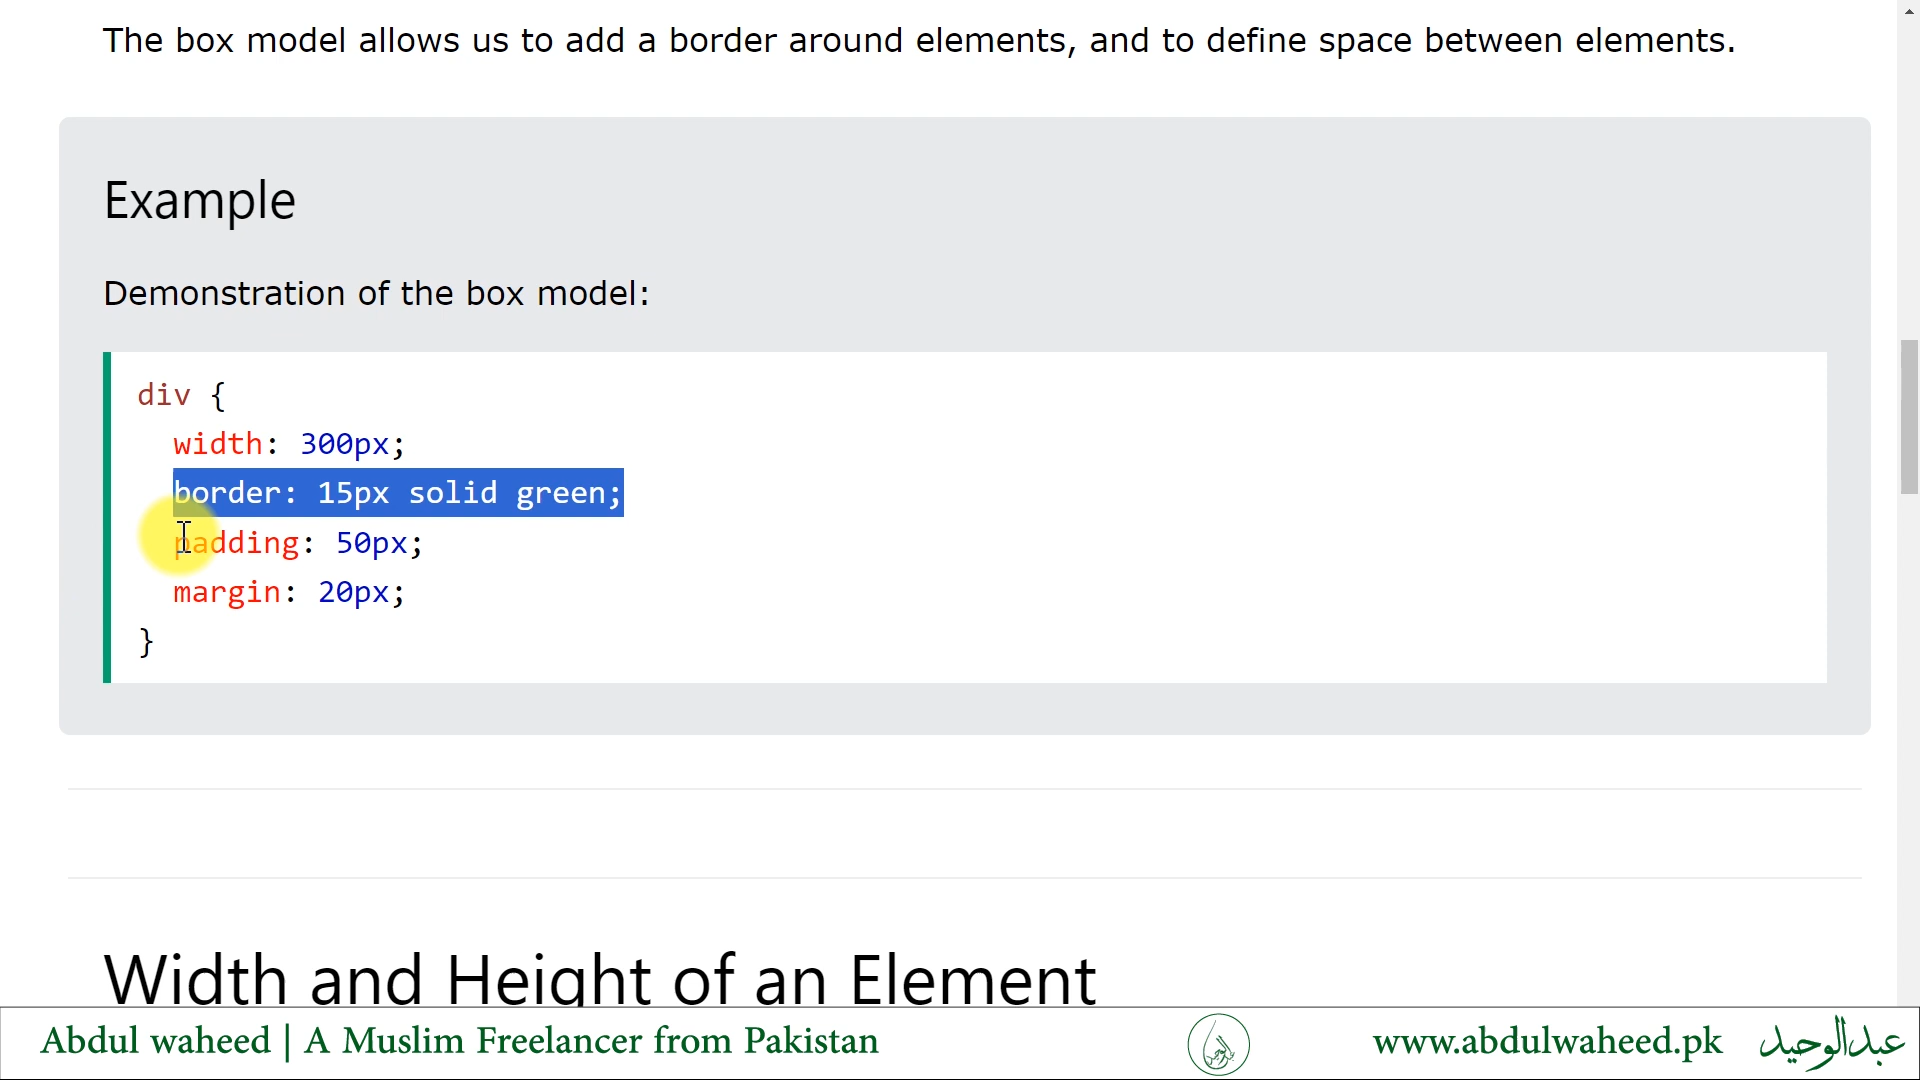 The box model allows us to add a border around elements, and to define space between elements.
Example
Demonstration of the box model:
div {
width: 300px;
border: 15px solid green;
padding: 50px;
margin: 20px;
}
Width and Height of an Element
Abdul waheed | A Muslim Freelancer from Pakistan
www.abdulwaheed.pk عبدالوحید